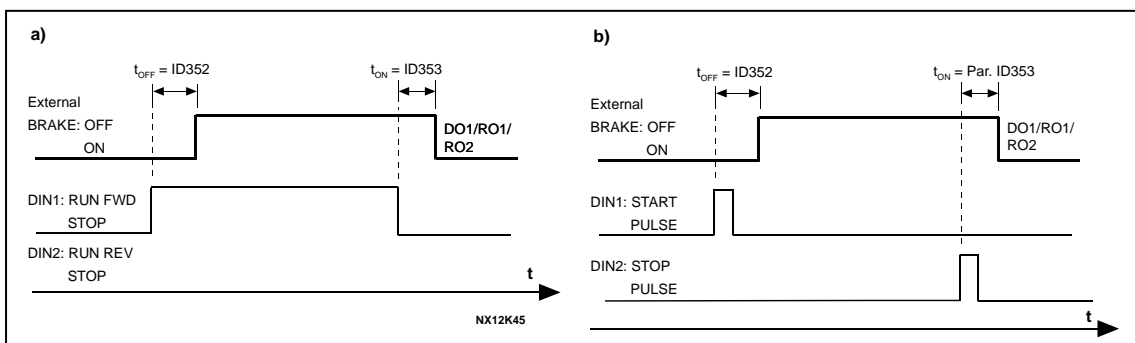 a)
t_OFF = ID352
t_ON = ID353
External
BRAKE: OFF
ON
DO1/RO1/
RO2
DIN1: RUN FWD
STOP
DIN2: RUN REV
STOP
t
NX12K45
b)
t_OFF = ID352
t_ON = Par. ID353
External
BRAKE: OFF
ON
DO1/RO1/
RO2
DIN1: START
PULSE
DIN2: STOP
PULSE
t